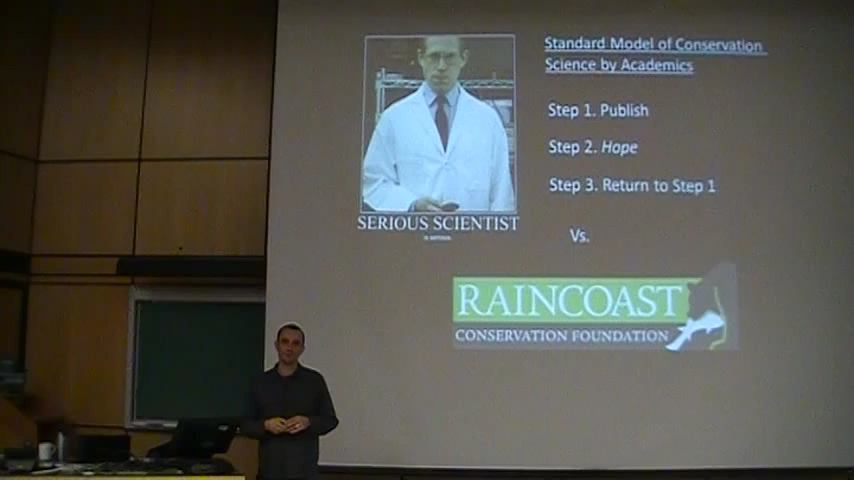 Standard Model of Conservation
Science by Academics
Step 1. Publish
Step 2. Hope
Step 3. Return to Step 1
SERIOUS SCIENTIST
Vs.
RAINCOAST
CONSERVATION FOUNDATION